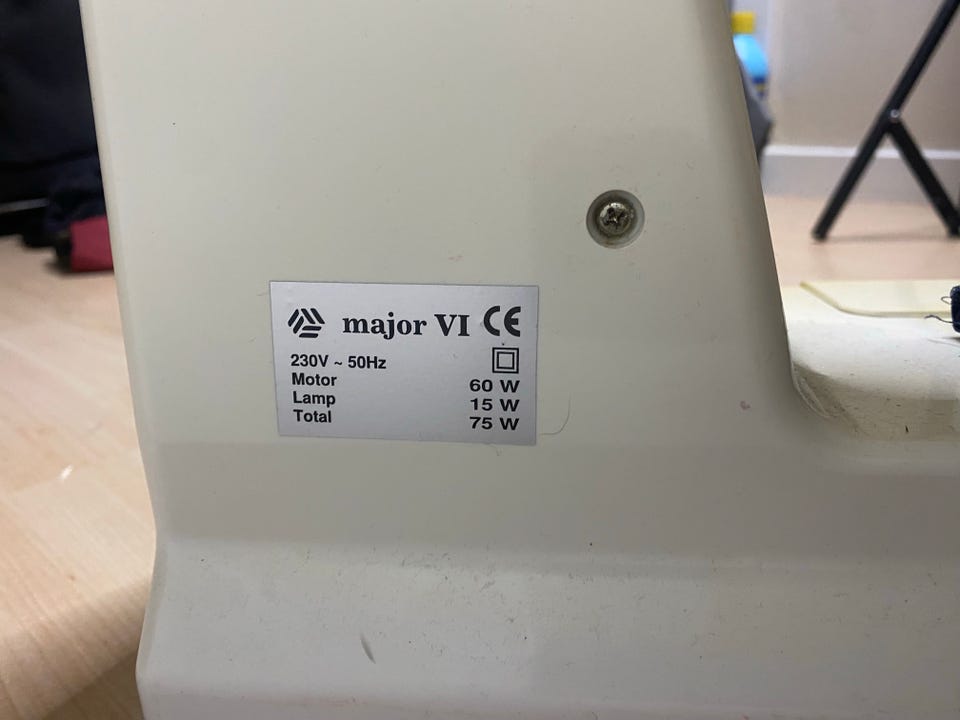 major VI CE
230V ~ 50Hz
Motor 60 W
Lamp 15 W
Total 75 W